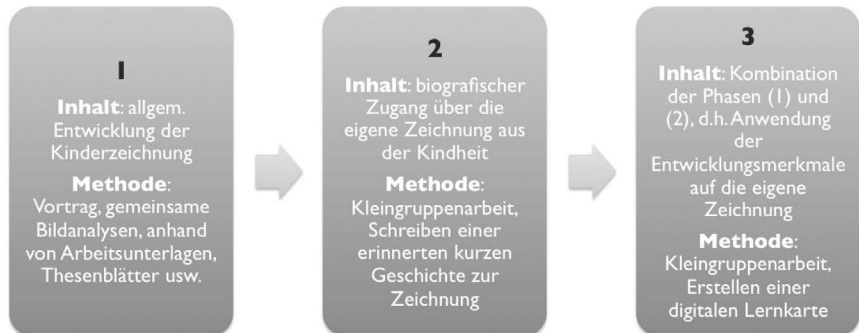 1
Inhalt: allgem.
Entwicklung der
Kinderzeichnung
Methode:
Vortrag, gemeinsame
Bildanalysen, anhand
von Arbeitsunterlagen,
Thesenblätter usw.
2
Inhalt: biografischer
Zugang über die
eigene Zeichnung aus
der Kindheit
Methode:
Kleingruppenarbeit,
Schreiben einer
erinnerten kurzen
Geschichte zur
Zeichnung
3
Inhalt: Kombination
der Phasen (1) und
(2), d.h. Anwendung
der
Entwicklungsmerkmale
auf die eigene
Zeichnung
Methode:
Kleingruppenarbeit,
Erstellen einer
digitalen Lernkarte